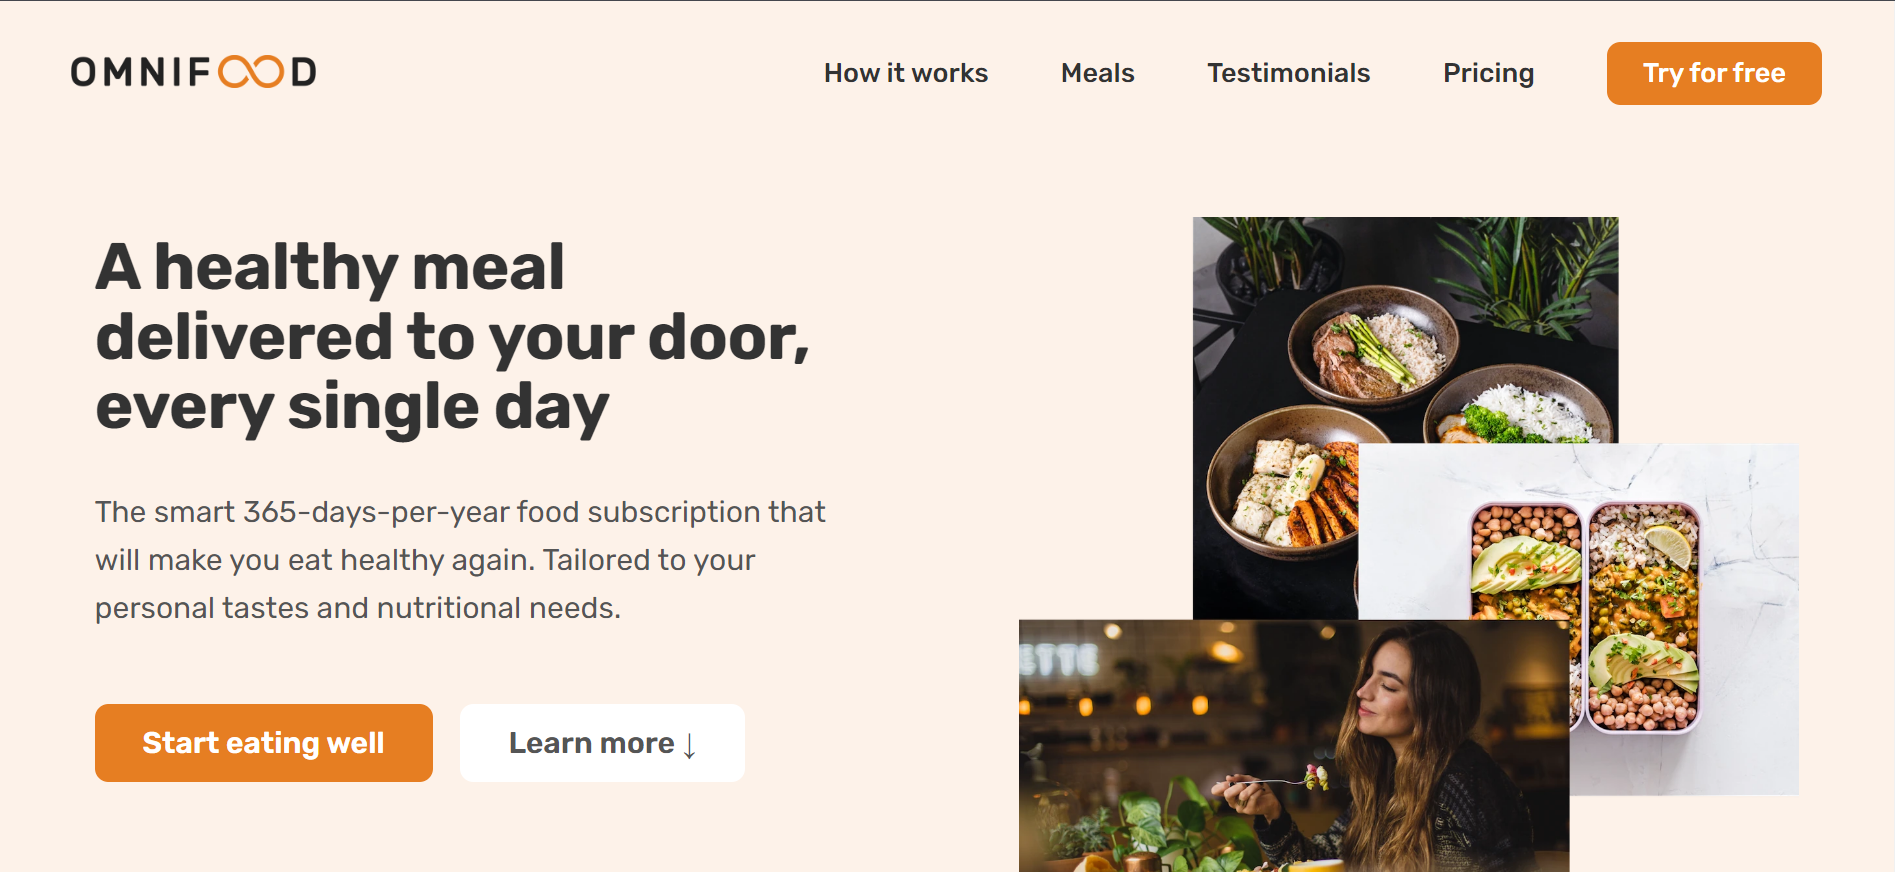 OMNIFOOD
How it works
Meals
Testimonials
Pricing
Try for free
A healthy meal
delivered to your door,
every single day
The smart 365-days-per-year food subscription that
will make you eat healthy again. Tailored to your
personal tastes and nutritional needs.
Start eating well
Learn more ↓